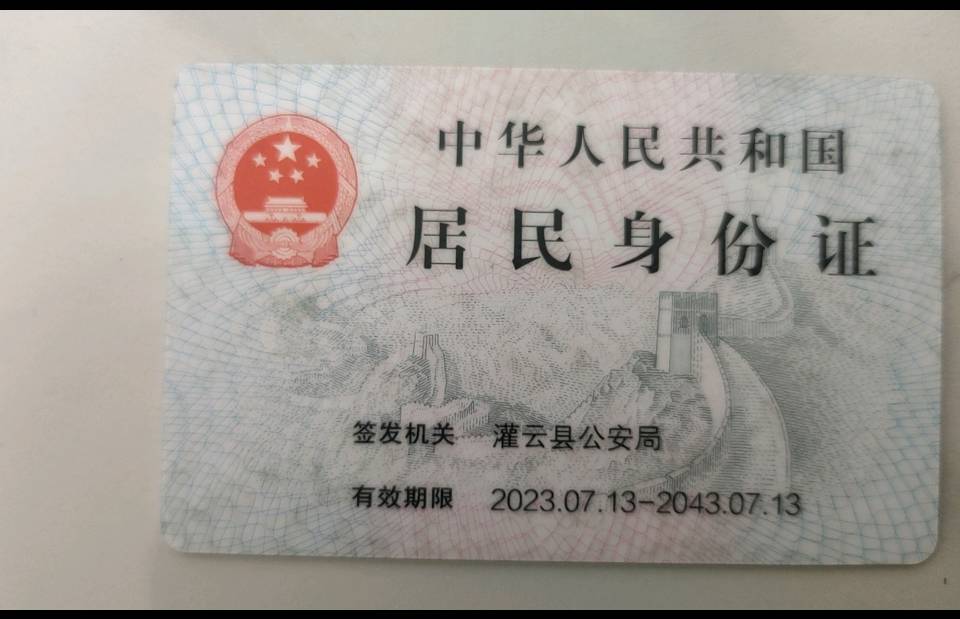 中华人民共和国
居民身份证
签发机关 灌云县公安局
有效期限 2023.07.13-2043.07.13